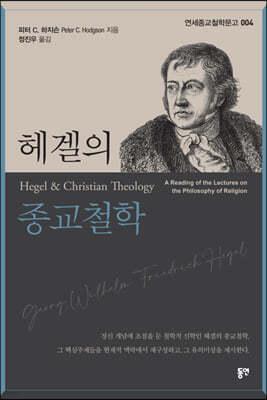 연세종교철학문고 004
피터 C. 하지슨 Peter C. Hodgson 지음
정진우 옮김
헤겔의
Hegel & Christian Theology
A Reading of the Lectures on
the Philosophy of Religion
종교철학
Georg Wilhelm Friedrich Hegel
정신 개념에 초점을 둔 철학적 신학인 헤겔의 종교철학,
그 핵심주제들을 현재적 맥락에서 재구성하고, 그 유의미성을 제시한다.
동연